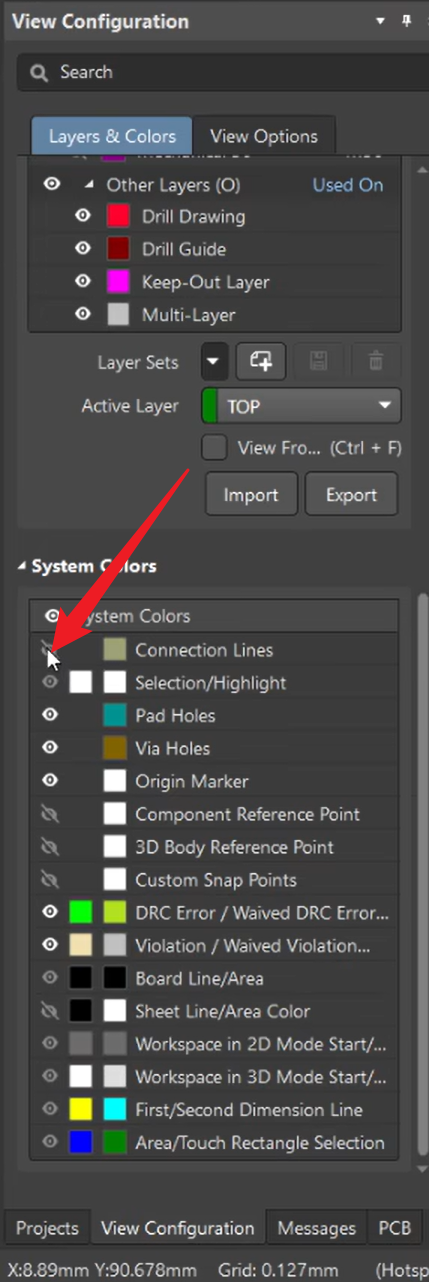 View Configuration
Search
Layers & Colors View Options
Other Layers (O) Used On
Drill Drawing
Drill Guide
Keep-Out Layer
Multi-Layer
Layer Sets
Active Layer TOP
View Fro... (Ctrl + F)
Import Export
System Colors
System Colors
Connection Lines
Selection/Highlight
Pad Holes
Via Holes
Origin Marker
Component Reference Point
3D Body Reference Point
Custom Snap Points
DRC Error / Waived DRC Error...
Violation / Waived Violation...
Board Line/Area
Sheet Line/Area Color
Workspace in 2D Mode Start/...
Workspace in 3D Mode Start/...
First/Second Dimension Line
Area/Touch Rectangle Selection
Projects View Configuration Messages PCB
X:8.89mm Y:90.678mm Grid: 0.127mm (Hotsp